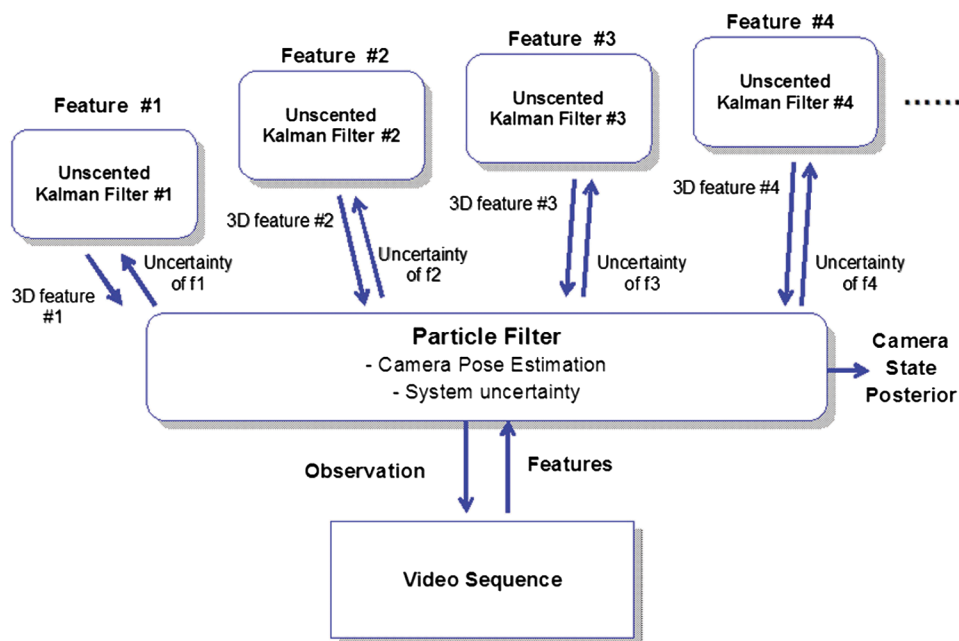 Feature #1
Unscented
Kalman Filter #1
Feature #2
Unscented
Kalman Filter #2
Feature #3
Unscented
Kalman Filter #3
Feature #4
Unscented
Kalman Filter #4
......
3D feature
#1
Uncertainty
of f1
3D feature #2
Uncertainty
of f2
3D feature #3
Uncertainty
of f3
3D feature #4
Uncertainty
of f4
Particle Filter
- Camera Pose Estimation
- System uncertainty
Camera
State
Posterior
Observation
Features
Video Sequence